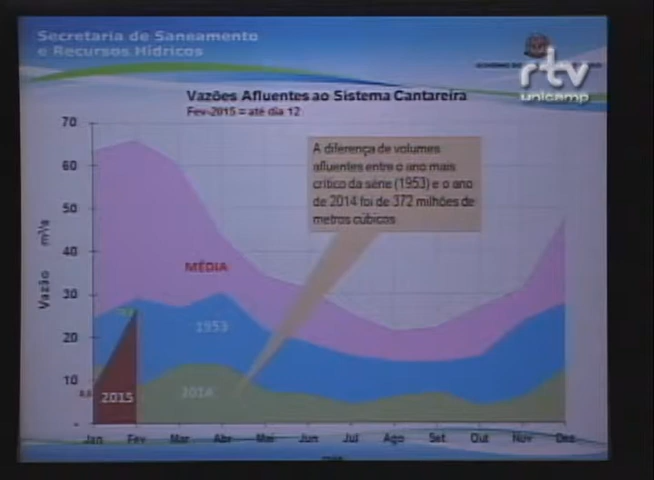 Secretaria de Saneamento
e Recursos Hídricos
rtv
unicamp
Vazões Afluentes ao Sistema Cantareira
Fev-2015 = até dia 12
70
60
50
40
30
20
10
-
Vazão m³/s
A diferença de volumes
afluentes entre o ano mais
crítico da série (1953) e o ano
de 2014 foi de 372 milhões de
metros cúbicos
MÉDIA
1953
2014
2015
Jan Fev Mar Abr Mai Jun Jul Ago Set Out Nov Dez